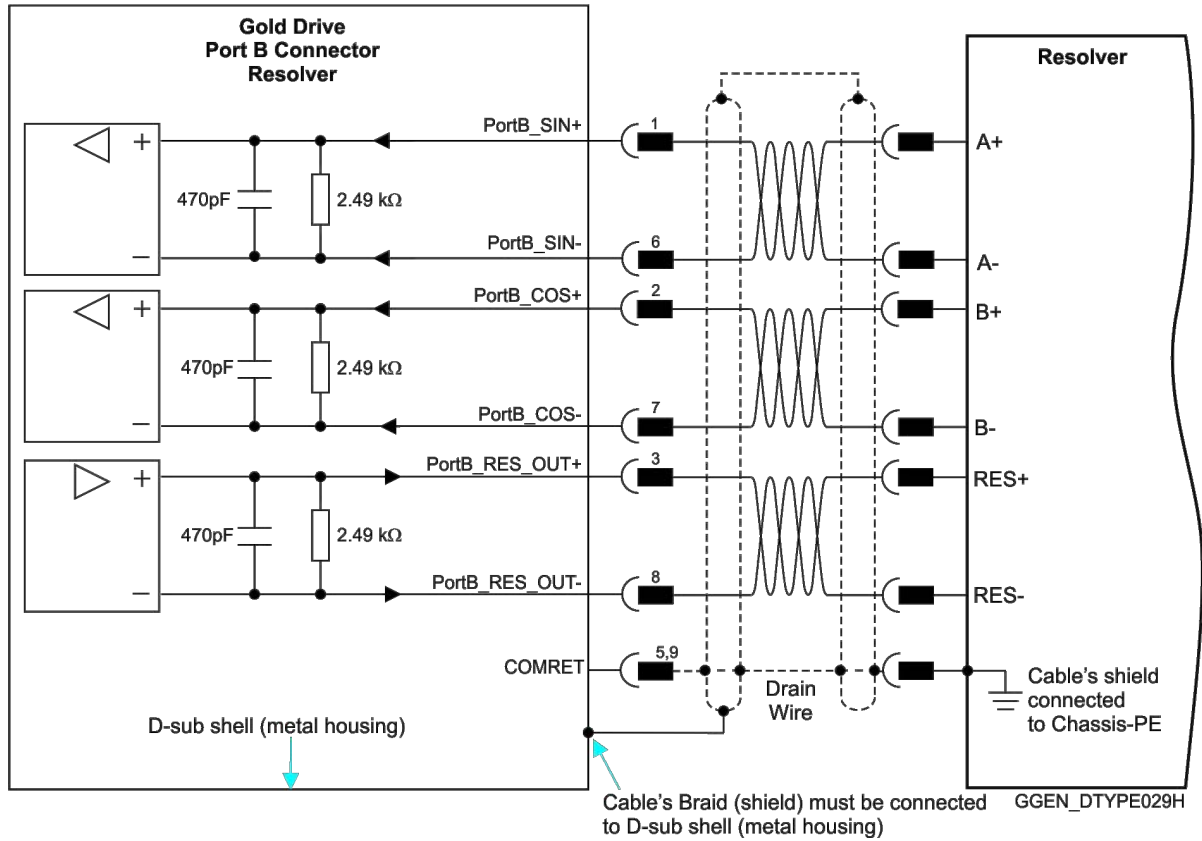 Gold Drive
Port B Connector
Resolver
Resolver
PortB_SIN+
1
A+
+
470pF
2.49 kΩ
PortB_SIN-
6
A-
−
PortB_COS+
2
B+
+
470pF
2.49 kΩ
PortB_COS-
7
B-
−
PortB_RES_OUT+
3
RES+
+
470pF
2.49 kΩ
PortB_RES_OUT-
8
RES-
−
COMRET
5,9
Drain
Wire
Cable's shield
connected
to Chassis-PE
D-sub shell (metal housing)
Cable's Braid (shield) must be connected
to D-sub shell (metal housing)
GGEN_DTYPE029H